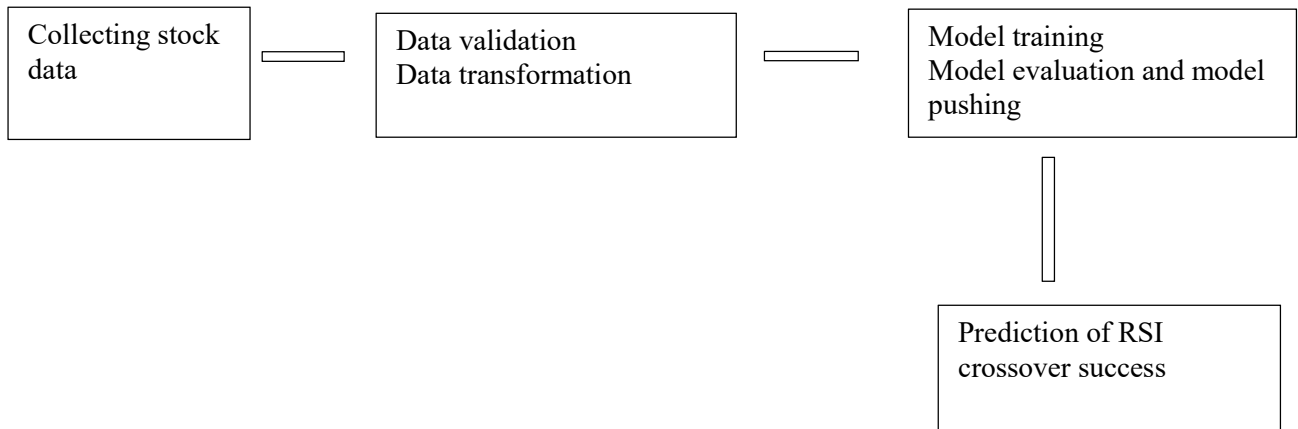 Collecting stock
data
Data validation
Data transformation
Model training
Model evaluation and model
pushing
Prediction of RSI
crossover success